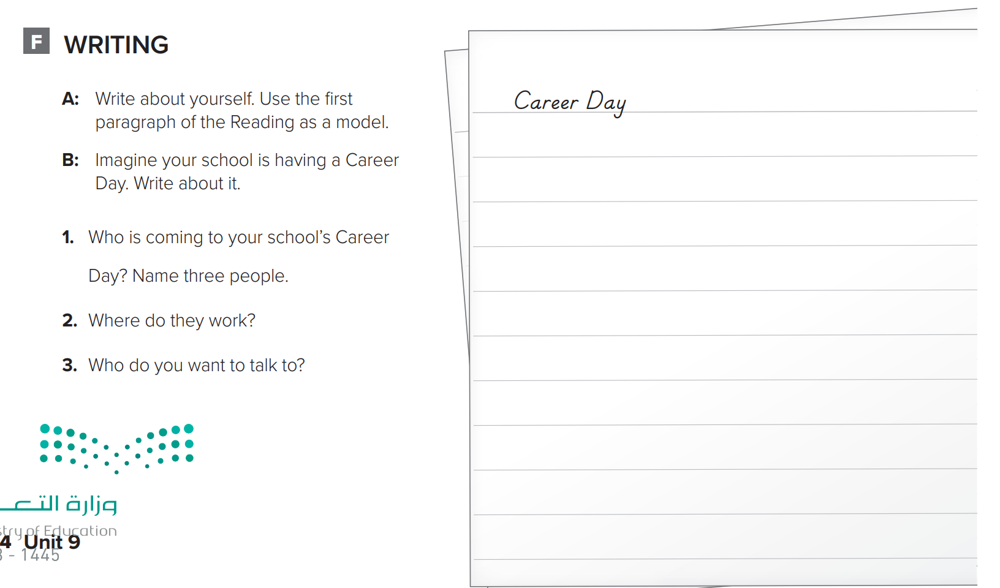 F WRITING
A: Write about yourself. Use the first
paragraph of the Reading as a model.
B: Imagine your school is having a Career
Day. Write about it.
1. Who is coming to your school's Career
Day? Name three people.
2. Where do they work?
3. Who do you want to talk to?
Career Day
وزارة التعـ
stry of Education
4 Unit 9
3 - 1445